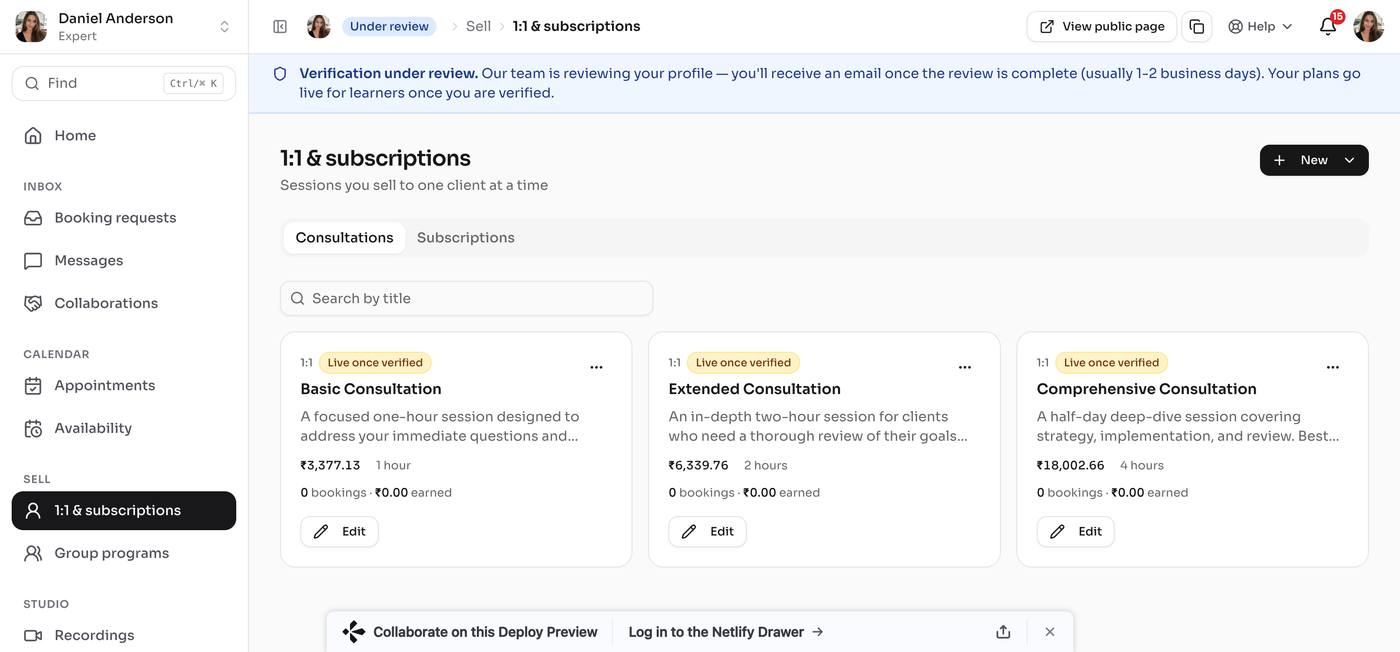 Daniel Anderson
Expert
Find
Ctrl/⌘ K
Home
INBOX
Booking requests
Messages
Collaborations
CALENDAR
Appointments
Availability
SELL
1:1 & subscriptions
Group programs
STUDIO
Recordings
Under review
Sell
1:1 & subscriptions
View public page
Help
15
Verification under review. Our team is reviewing your profile — you'll receive an email once the review is complete (usually 1-2 business days). Your plans go
live for learners once you are verified.
1:1 & subscriptions
Sessions you sell to one client at a time
New
Consultations
Subscriptions
Search by title
1:1 Live once verified
Basic Consultation
A focused one-hour session designed to
address your immediate questions and...
₹3,377.13 1 hour
0 bookings · ₹0.00 earned
Edit
1:1 Live once verified
Extended Consultation
An in-depth two-hour session for clients
who need a thorough review of their goals...
₹6,339.76 2 hours
0 bookings · ₹0.00 earned
Edit
1:1 Live once verified
Comprehensive Consultation
A half-day deep-dive session covering
strategy, implementation, and review. Best...
₹18,002.66 4 hours
0 bookings · ₹0.00 earned
Edit
Collaborate on this Deploy Preview
Log in to the Netlify Drawer →